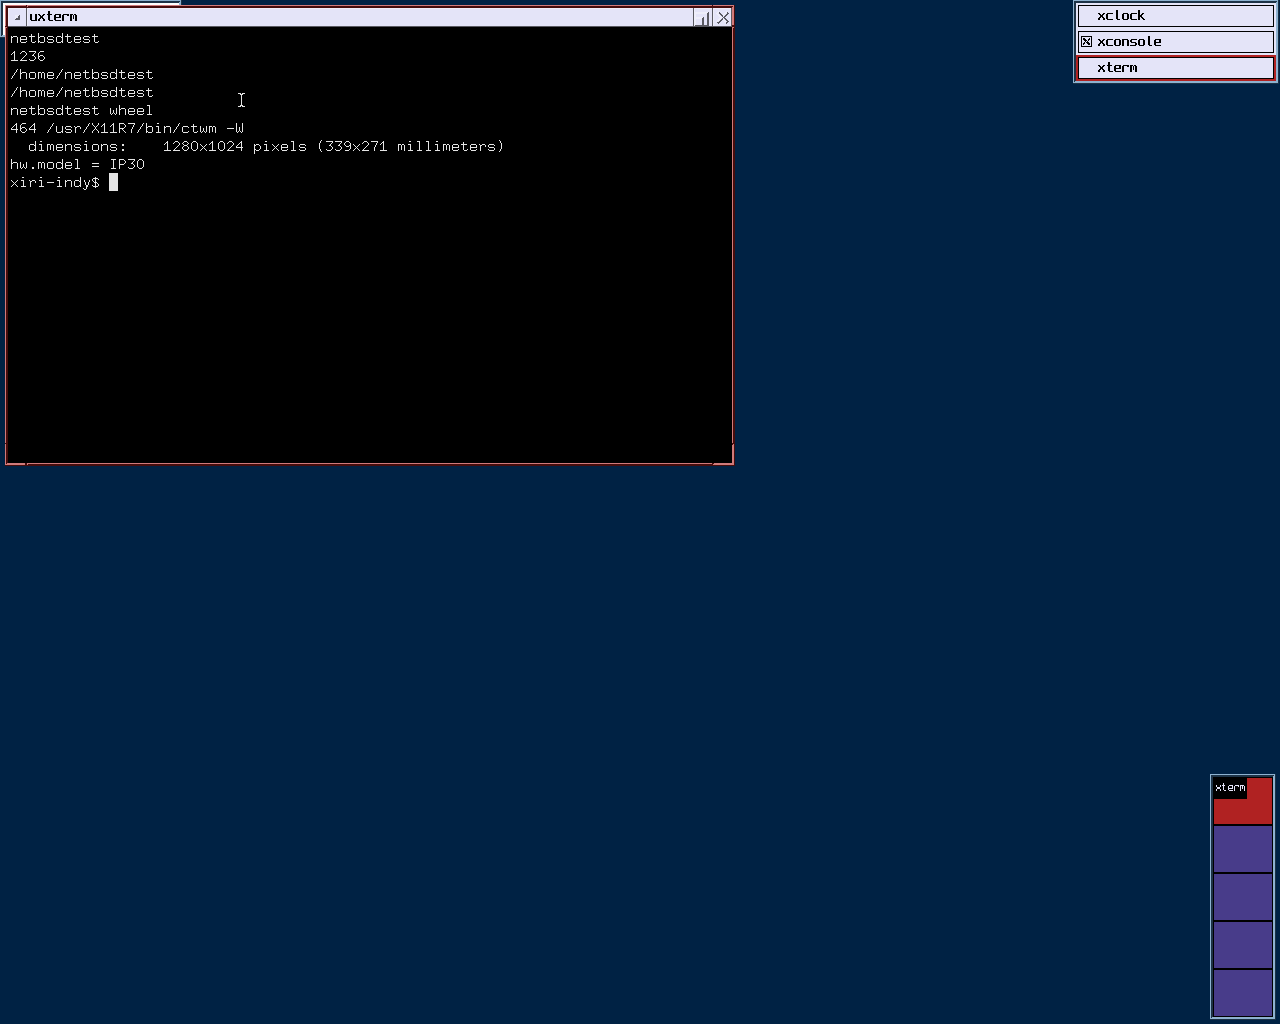 uxterm
netbsdtest
1236
/home/netbsdtest
/home/netbsdtest
netbsdtest wheel
464 /usr/X11R7/bin/ctwm -W
dimensions:    1280x1024 pixels (339x271 millimeters)
hw.model = IP30
xiri-indy$
xclock
xconsole
xterm
xterm